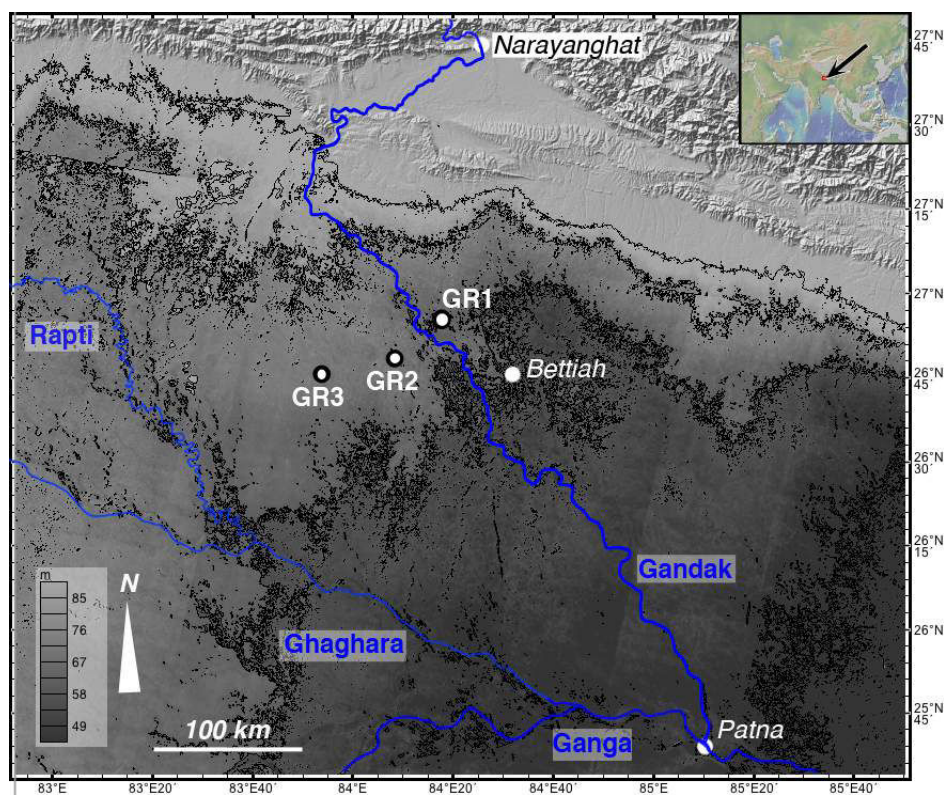 Narayanghat
27°N
45'
27°N
30'
27°N
15'
27°N
GR1
Rapti
GR2
Bettiah
GR3
26°N
45'
26°N
30'
26°N
15'
Gandak
m
N
85
76
67
58
49
Ghaghara
26°N
100 km
Ganga
Patna
25°N
45'
83°E
83°E20'
83°E40'
84°E
84°E20'
84°E40'
85°E
85°E20'
85°E40'